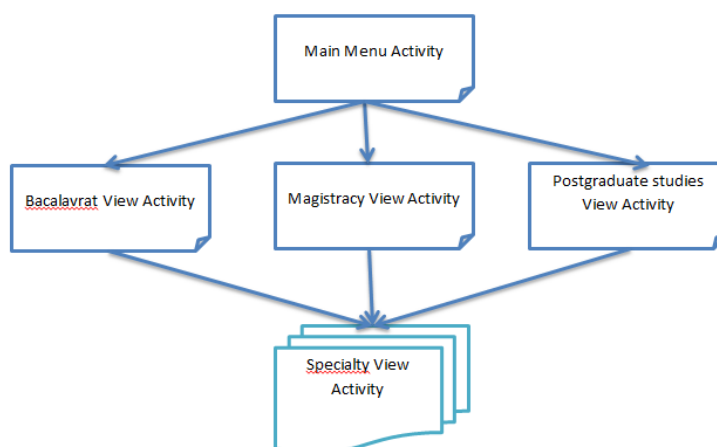 Main Menu Activity
Bacalavrat View Activity
Magistracy View Activity
Postgraduate studies
View Activity
Specialty View
Activity